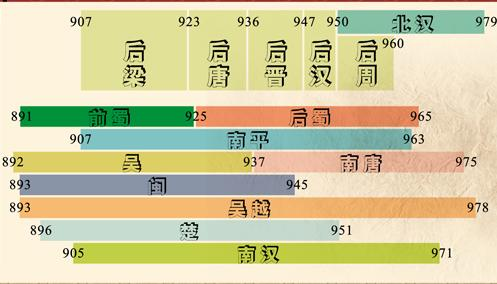 907 923 936 947 950 北汉 979
后梁 后唐 后晋 后汉 后周 960
891 前蜀 925 后蜀 965
907 南平 963
892 吴 937 南唐 975
893 闽 945
893 吴越 978
896 楚 951
905 南汉 971